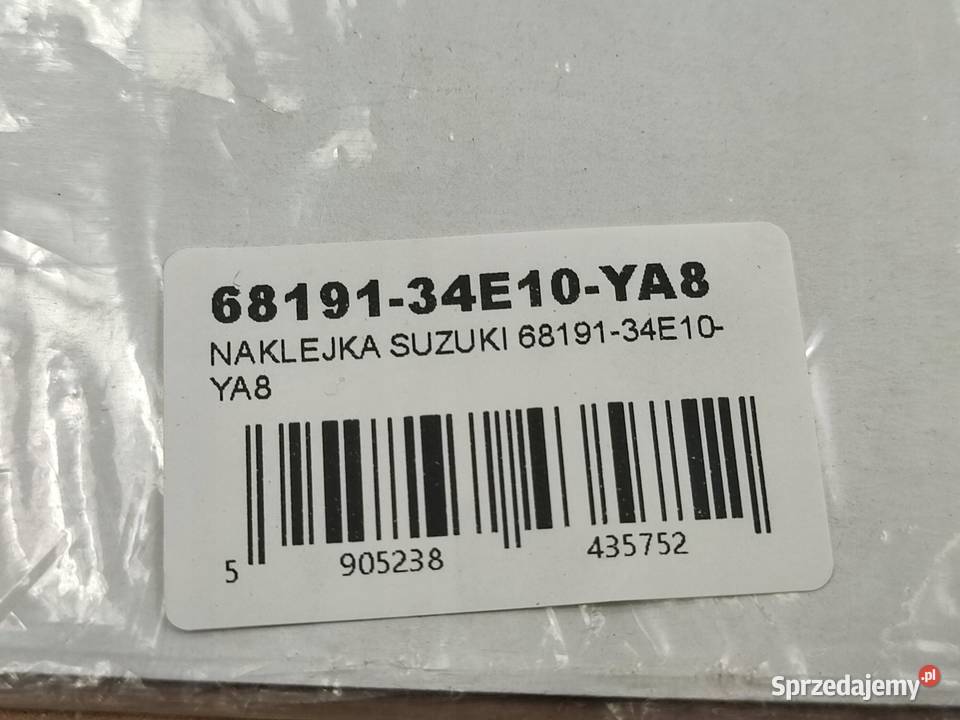 68191-34E10-YA8
NAKLEJKA SUZUKI 68191-34E10-
YA8
5 905238 435752
Sprzedajemy.pl